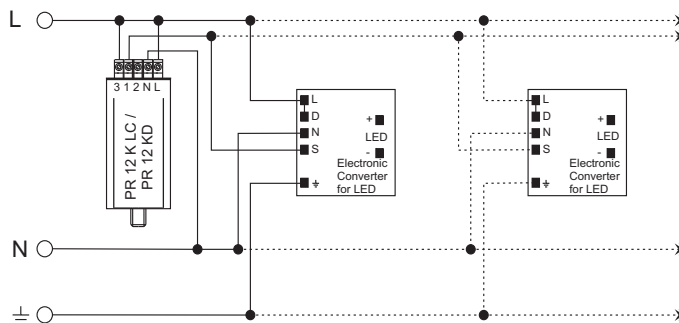 L
3 1 2 N L
PR 12 K LC /
PR 12 KD
L
D
N
S
+
LED
-
Electronic
Converter
for LED
L
D
N
S
+
LED
-
Electronic
Converter
for LED
N